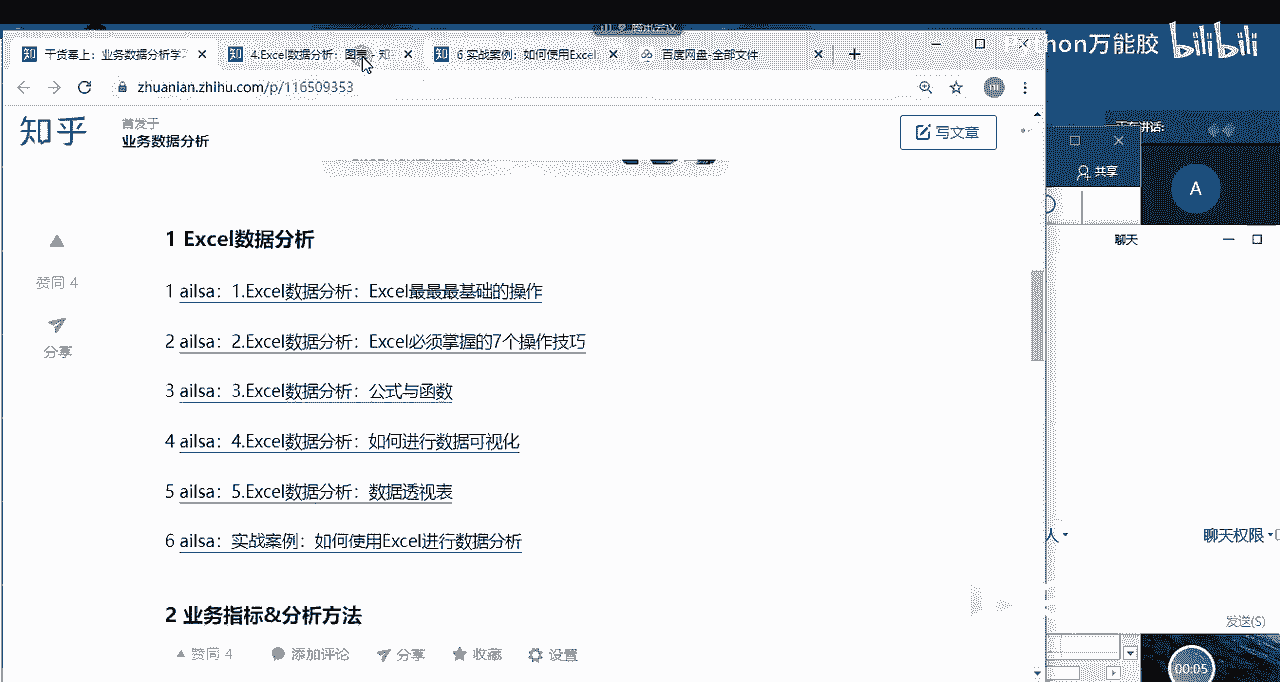 腾讯会议
干货塞上：业务数据分析学习
4.Excel数据分析：图表 - 知
6 实战案例：如何使用Excel
百度网盘-全部文件
Python万能胶
bilibili
zhuanlan.zhihu.com/p/116509353
知乎
首发于
业务数据分析
写文章
正在讲话:
共享
A
聊天
1 Excel数据分析
赞同 4
分享
1 ailsa：1.Excel数据分析：Excel最最最基础的操作
2 ailsa：2.Excel数据分析：Excel必须掌握的7个操作技巧
3 ailsa：3.Excel数据分析：公式与函数
4 ailsa：4.Excel数据分析：如何进行数据可视化
5 ailsa：5.Excel数据分析：数据透视表
6 ailsa：实战案例：如何使用Excel进行数据分析
人
聊天权限
2 业务指标&分析方法
发送(S)
赞同 4
添加评论
分享
收藏
设置
00:05